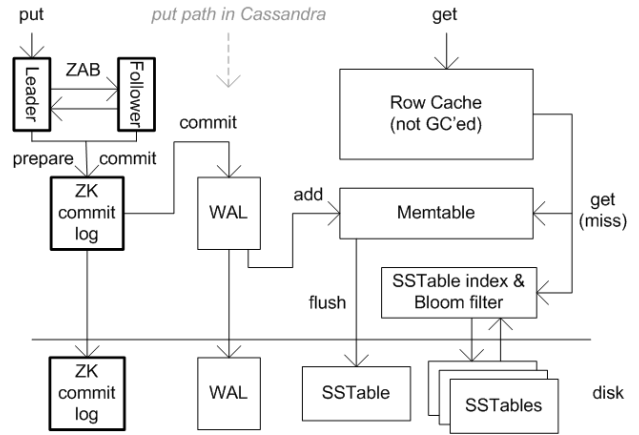 put
put path in Cassandra
get
Leader
ZAB
Follower
Row Cache
(not GC'ed)
commit
prepare
commit
ZK
commit
log
WAL
add
Memtable
get
(miss)
SSTable index &
Bloom filter
flush
ZK
commit
log
WAL
SSTable
SSTables
disk